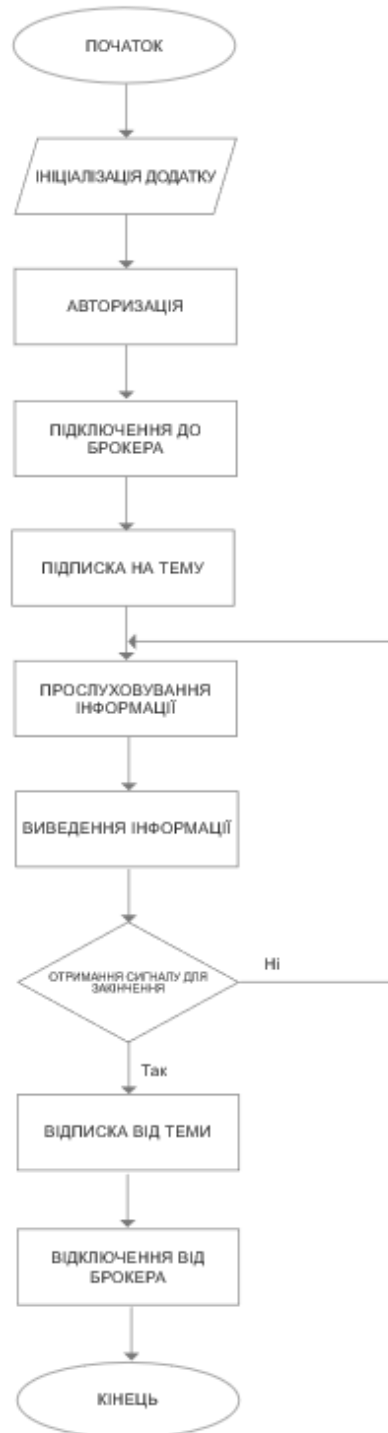 ПОЧАТОК
ІНІЦІАЛІЗАЦІЯ ДОДАТКУ
АВТОРИЗАЦІЯ
ПІДКЛЮЧЕННЯ ДО
БРОКЕРА
ПІДПИСКА НА ТЕМУ
ПРОСЛУХОВУВАННЯ
ІНФОРМАЦІЇ
ВИВЕДЕННЯ ІНФОРМАЦІЇ
ОТРИМАННЯ СИГНАЛУ ДЛЯ
ЗАКІНЧЕННЯ
Ні
Так
ВІДПИСКА ВІД ТЕМИ
ВІДКЛЮЧЕННЯ ВІД
БРОКЕРА
КІНЕЦЬ